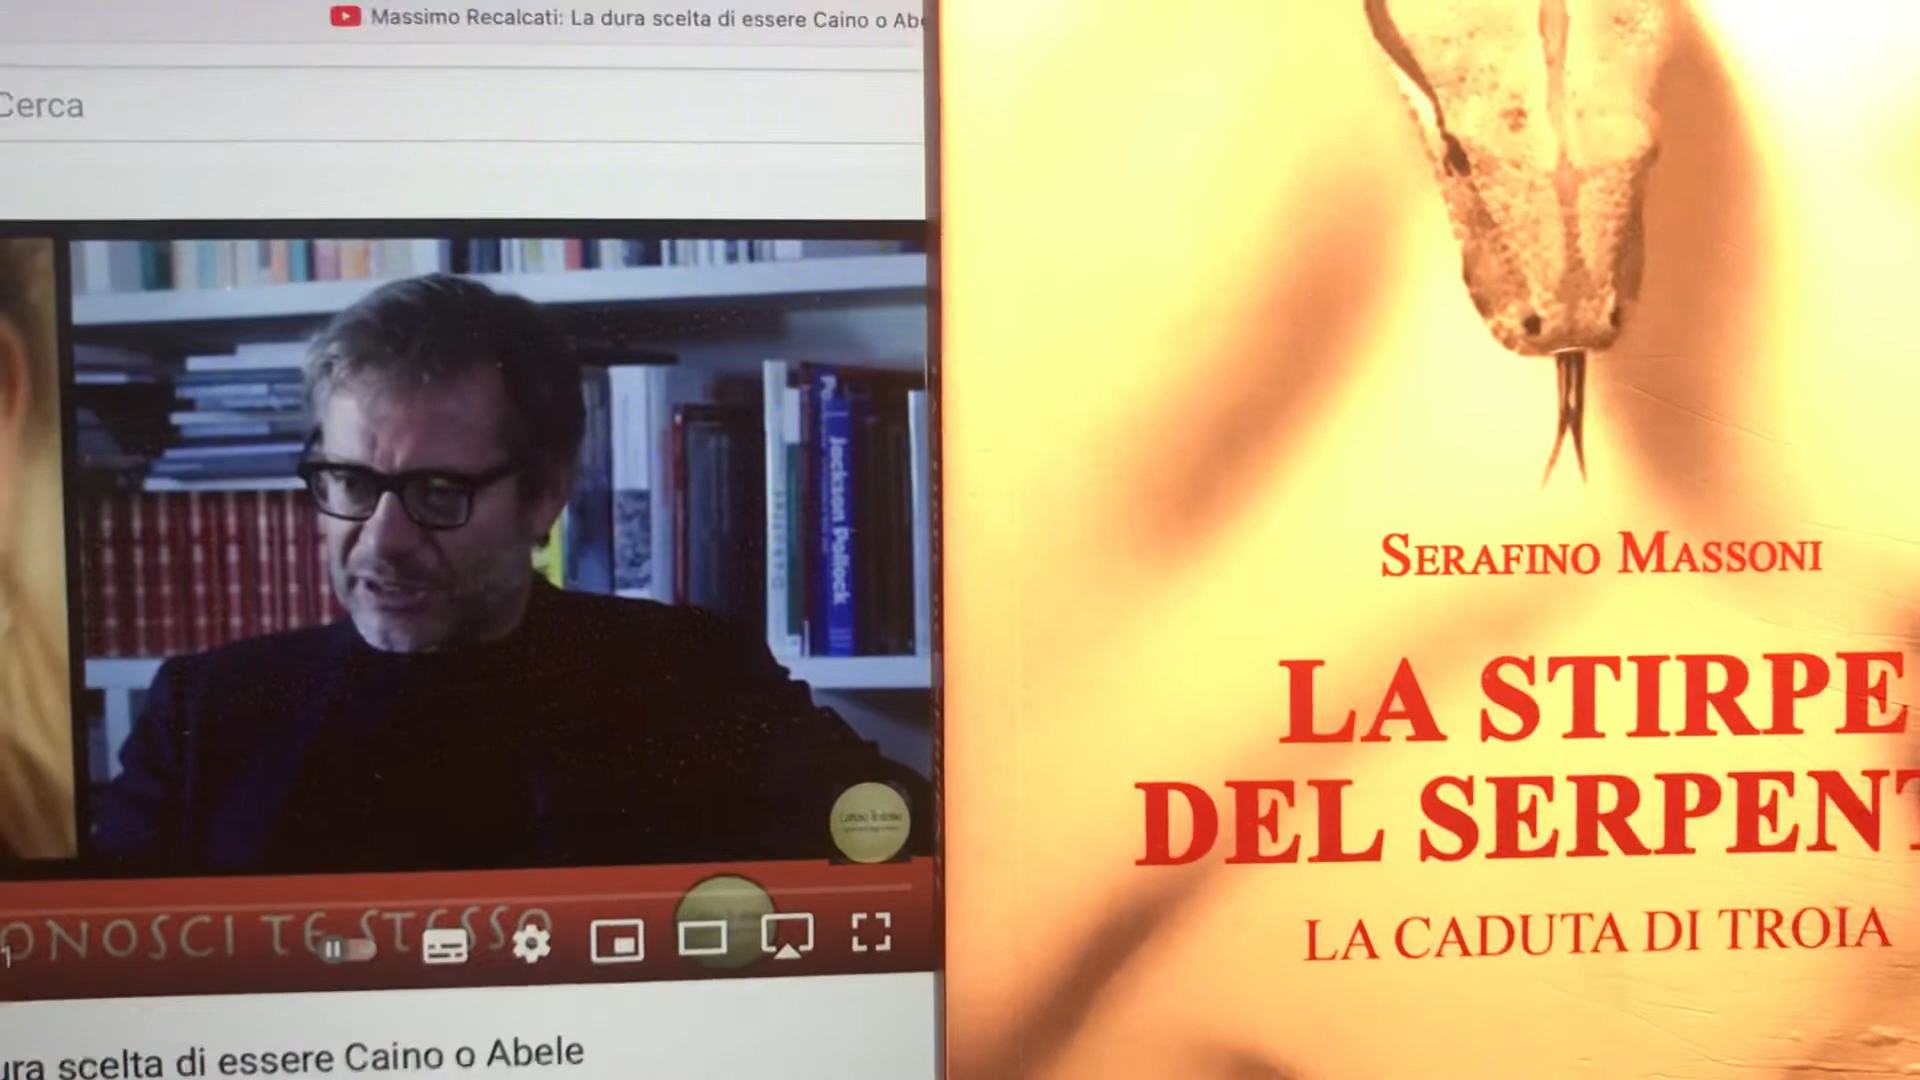 Massimo Recalcati: La dura scelta di essere Caino o Abe
Cerca
Jackson Pollock
ONOSCI TE STESSO
ura scelta di essere Caino o Abele
SERAFINO MASSONI
LA STIRPE
DEL SERPENT
LA CADUTA DI TROIA